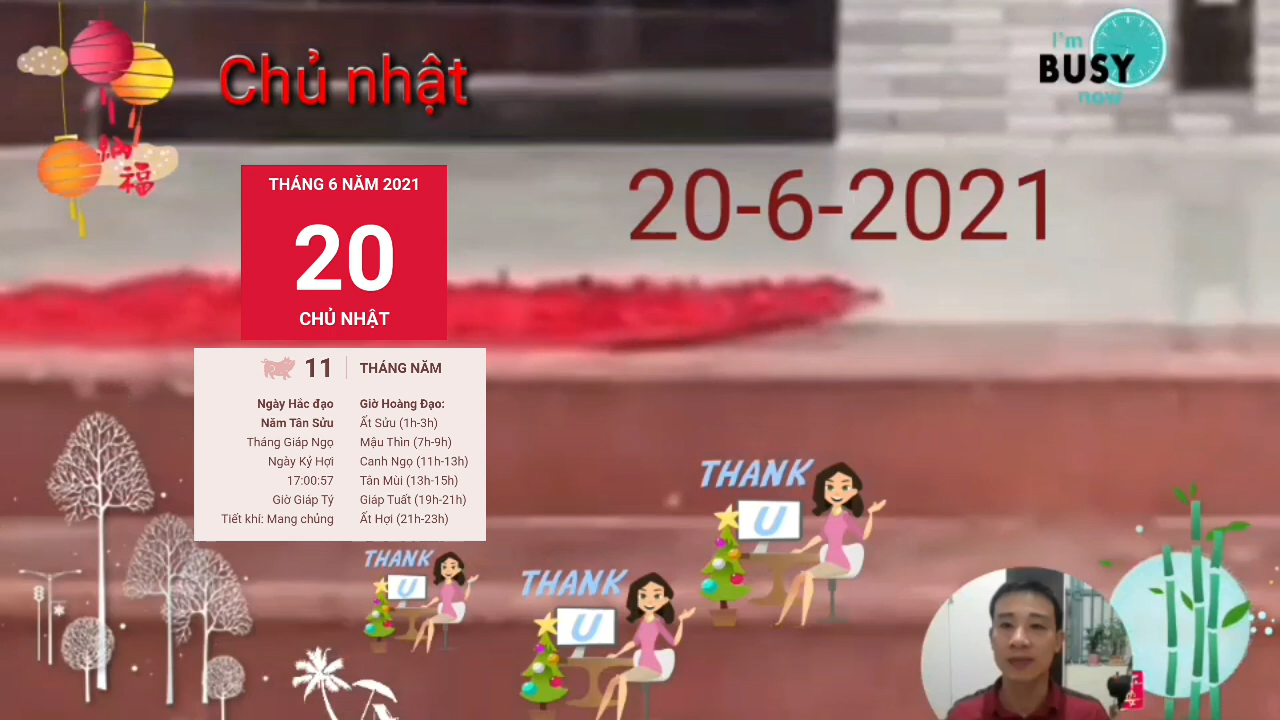 Chủ nhật
I'm
BUSY
now
納
福
THÁNG 6 NĂM 2021
20
CHỦ NHẬT
20-6-2021
11
THÁNG NĂM
Ngày Hắc đạo
Năm Tân Sửu
Tháng Giáp Ngọ
Ngày Kỷ Hợi
17:00:57
Giờ Giáp Tý
Tiết khí: Mang chủng
Giờ Hoàng Đạo:
Ất Sửu (1h-3h)
Mậu Thìn (7h-9h)
Canh Ngọ (11h-13h)
Tân Mùi (13h-15h)
Giáp Tuất (19h-21h)
Ất Hợi (21h-23h)
THANK
U
THANK
U
THANK
U